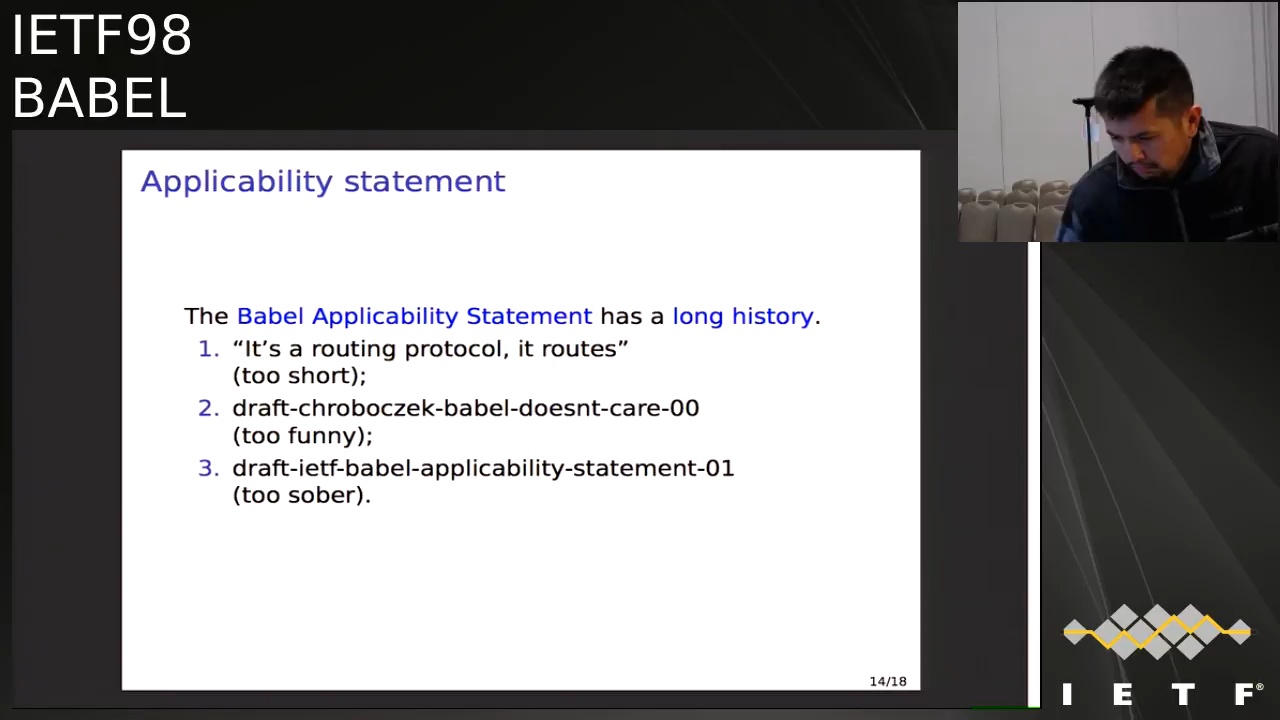 IETF98
BABEL
Applicability statement
The Babel Applicability Statement has a long history.
1. “It’s a routing protocol, it routes”
(too short);
2. draft-chroboczek-babel-doesnt-care-00
(too funny);
3. draft-ietf-babel-applicability-statement-01
(too sober).
14/18
I E T F®